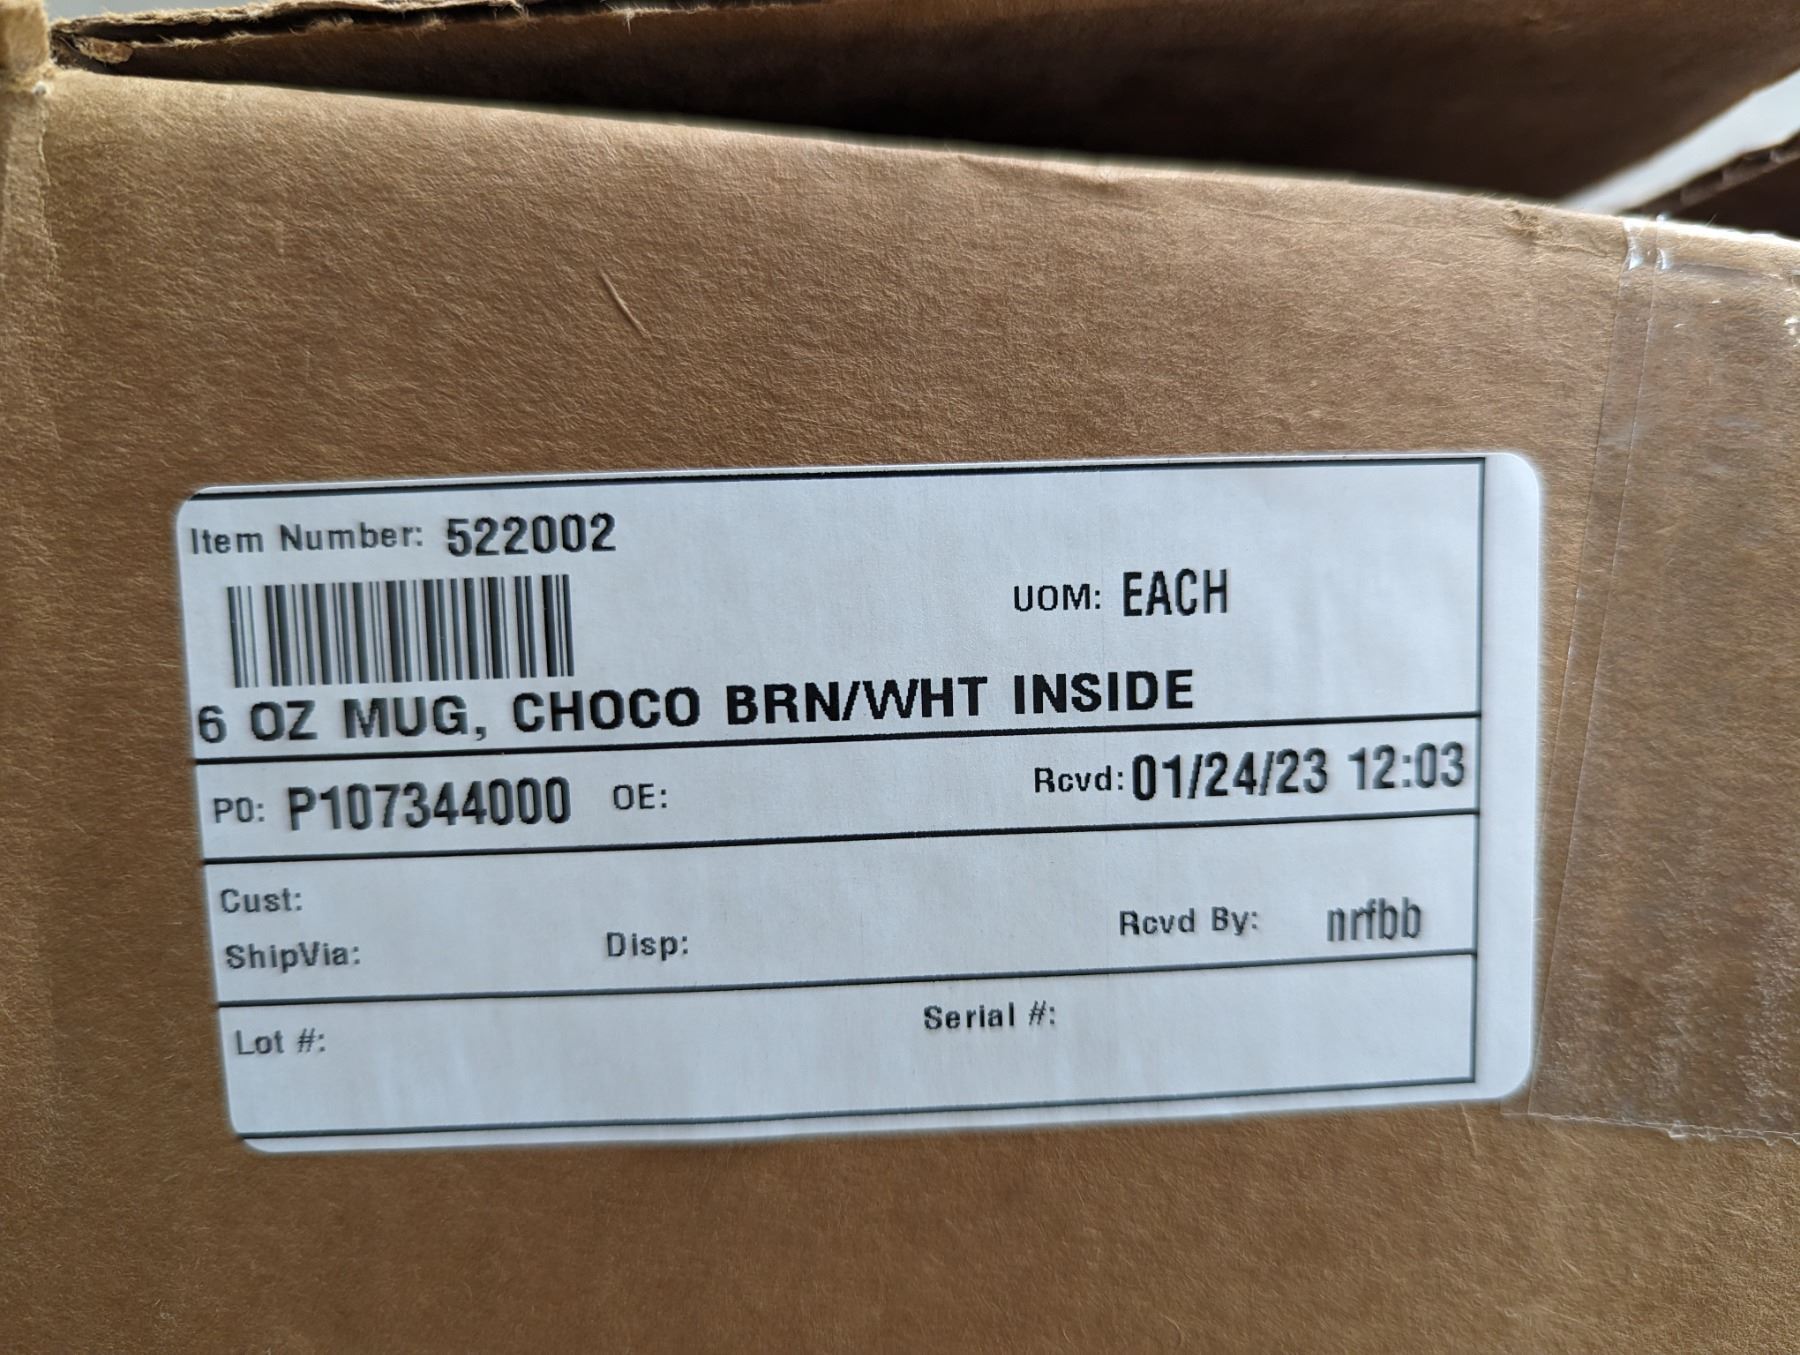 Item Number: 522002
UOM: EACH
6 OZ MUG, CHOCO BRN/WHT INSIDE
PO: P107344000 OE: Rcvd: 01/24/23 12:03
Cust:
ShipVia: Disp: Rcvd By: nrfbb
Lot #: Serial #: